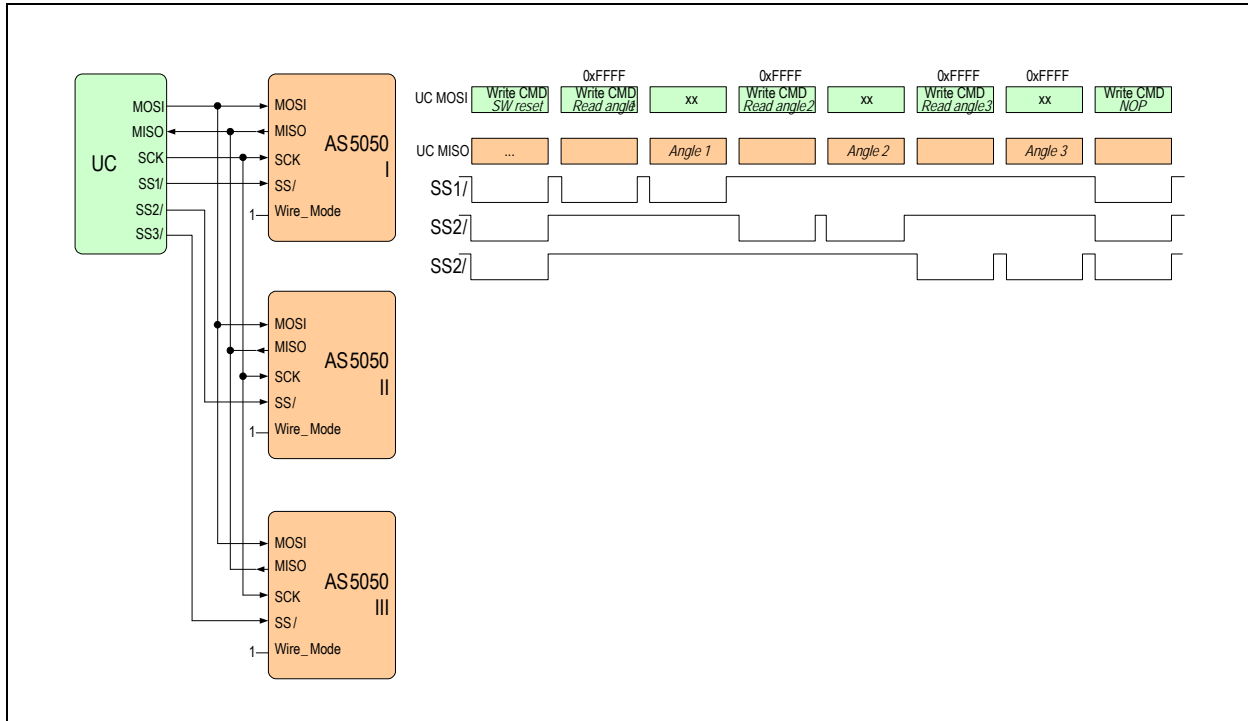 UC
MOSI
MISO
SCK
SS1/
SS2/
SS3/
MOSI
MISO
SCK
SS/
1 Wire_Mode
AS5050
I
MOSI
MISO
SCK
SS/
1 Wire_Mode
AS5050
II
MOSI
MISO
SCK
SS/
1 Wire_Mode
AS5050
III
0xFFFF 0xFFFF 0xFFFF 0xFFFF
UC MOSI
Write CMD
SW reset
Write CMD
Read angle1
xx
Write CMD
Read angle2
xx
Write CMD
Read angle3
xx
Write CMD
NOP
UC MISO ... Angle 1 Angle 2 Angle 3
SS1/
SS2/
SS2/